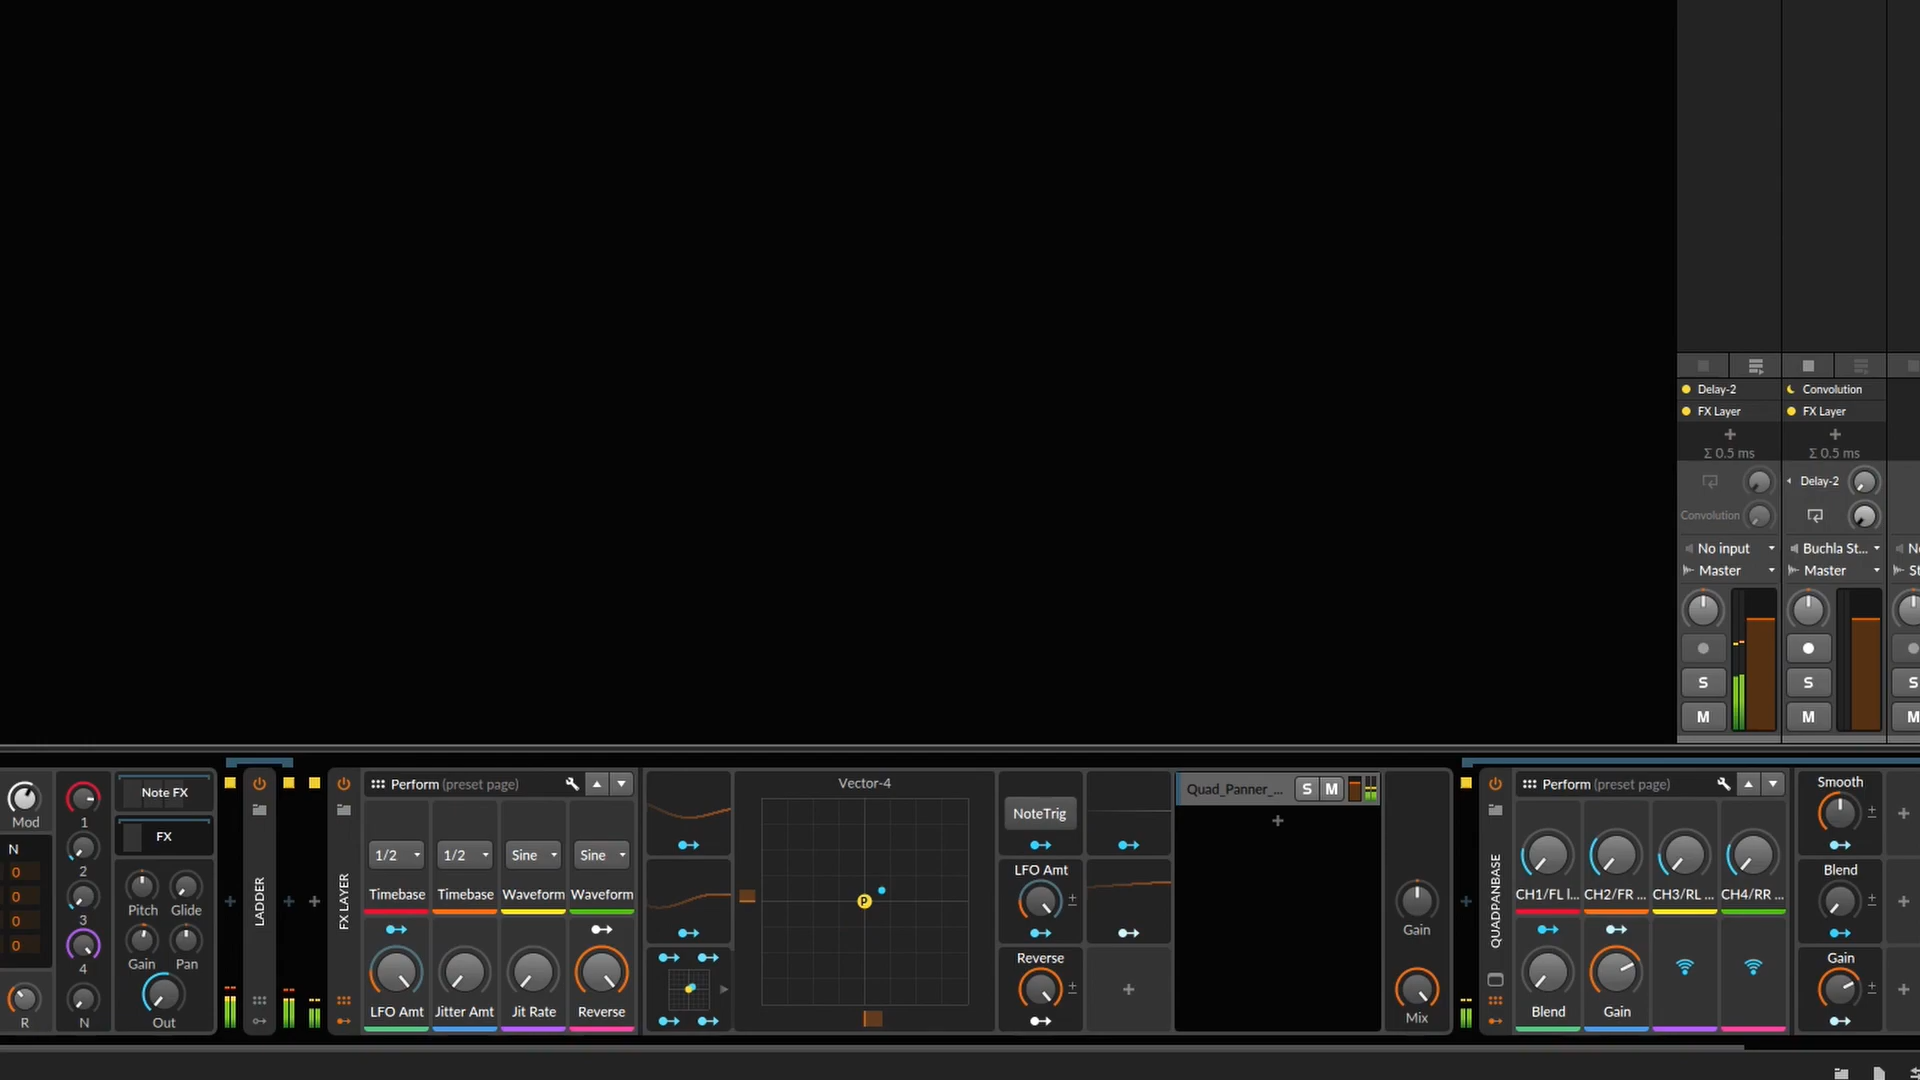 Delay-2
Convolution
FX Layer
FX Layer
Σ 0.5 ms
Σ 0.5 ms
Delay-2
Convolution
No input
Buchla St...
Master
Master
S
S
M
M
Mod
N
0
0
0
0
R
1
2
3
4
N
Note FX
FX
Pitch
Glide
Gain
Pan
Out
LADDER
FX LAYER
Perform (preset page)
1/2
1/2
Sine
Sine
Timebase
Timebase
Waveform
Waveform
LFO Amt
Jitter Amt
Jit Rate
Reverse
Vector-4
P
NoteTrig
LFO Amt
Reverse
Quad_Panner_...
S
M
Gain
Mix
QUADPANBASE
Perform (preset page)
CH1/FL l...
CH2/FR ...
CH3/RL ...
CH4/RR ...
Blend
Gain
Smooth
Blend
Gain